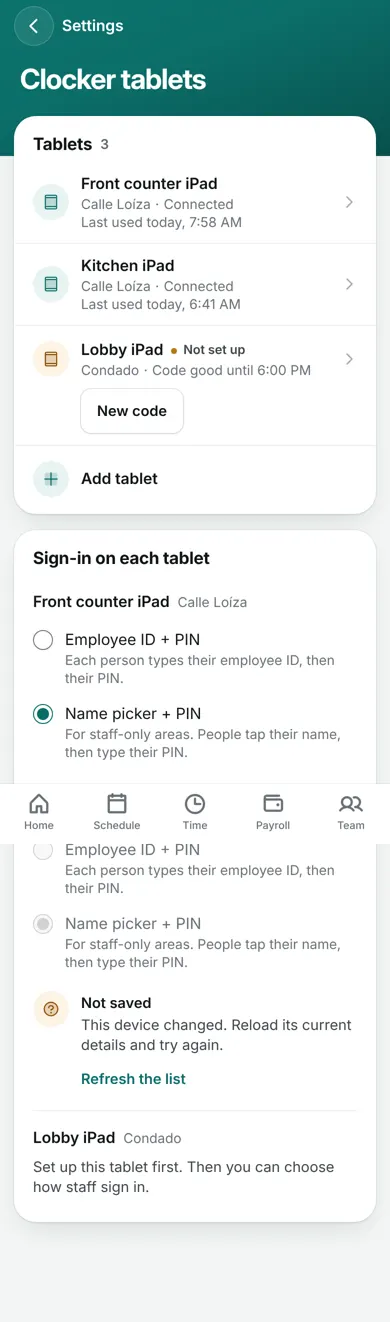 Settings
Clocker tablets
Tablets 3
Front counter iPad
Calle Loíza · Connected
Last used today, 7:58 AM
Kitchen iPad
Calle Loíza · Connected
Last used today, 6:41 AM
Lobby iPad • Not set up
Condado · Code good until 6:00 PM
New code
Add tablet
Sign-in on each tablet
Front counter iPad Calle Loíza
Employee ID + PIN
Each person types their employee ID, then
their PIN.
Name picker + PIN
For staff-only areas. People tap their name,
then type their PIN.
Home Schedule Time Payroll Team
Employee ID + PIN
Each person types their employee ID, then
their PIN.
Name picker + PIN
For staff-only areas. People tap their name,
then type their PIN.
Not saved
This device changed. Reload its current
details and try again.
Refresh the list
Lobby iPad Condado
Set up this tablet first. Then you can choose
how staff sign in.